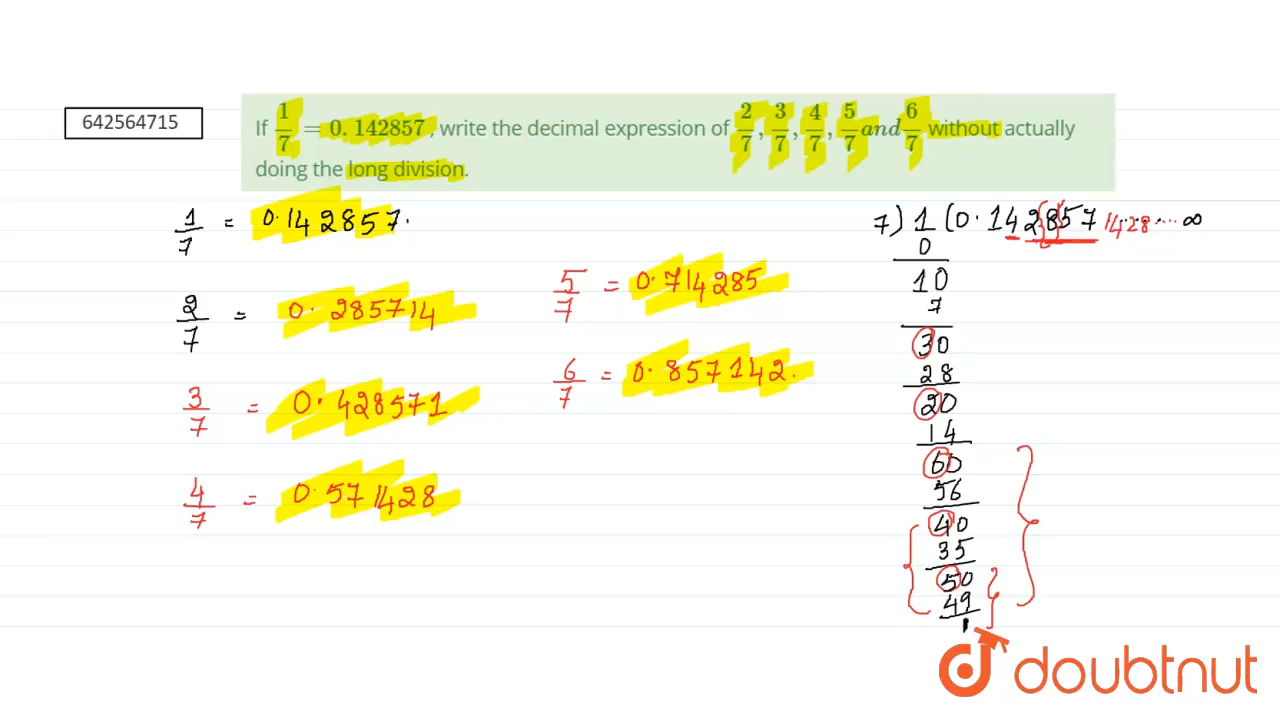 642564715
If 1/7 = 0.142857, write the decimal expression of 2/7, 3/7, 4/7, 5/7 and 6/7 without actually
doing the long division.
1/7 = 0.142857.
2/7 = 0.285714
3/7 = 0.428571
4/7 = 0.571428
5/7 = 0.714285
6/7 = 0.857142.
7) 1 (0.142857 1428 ...... ∞
0
10
7
30
28
20
14
60
56
40
35
50
49
1
doubtnut